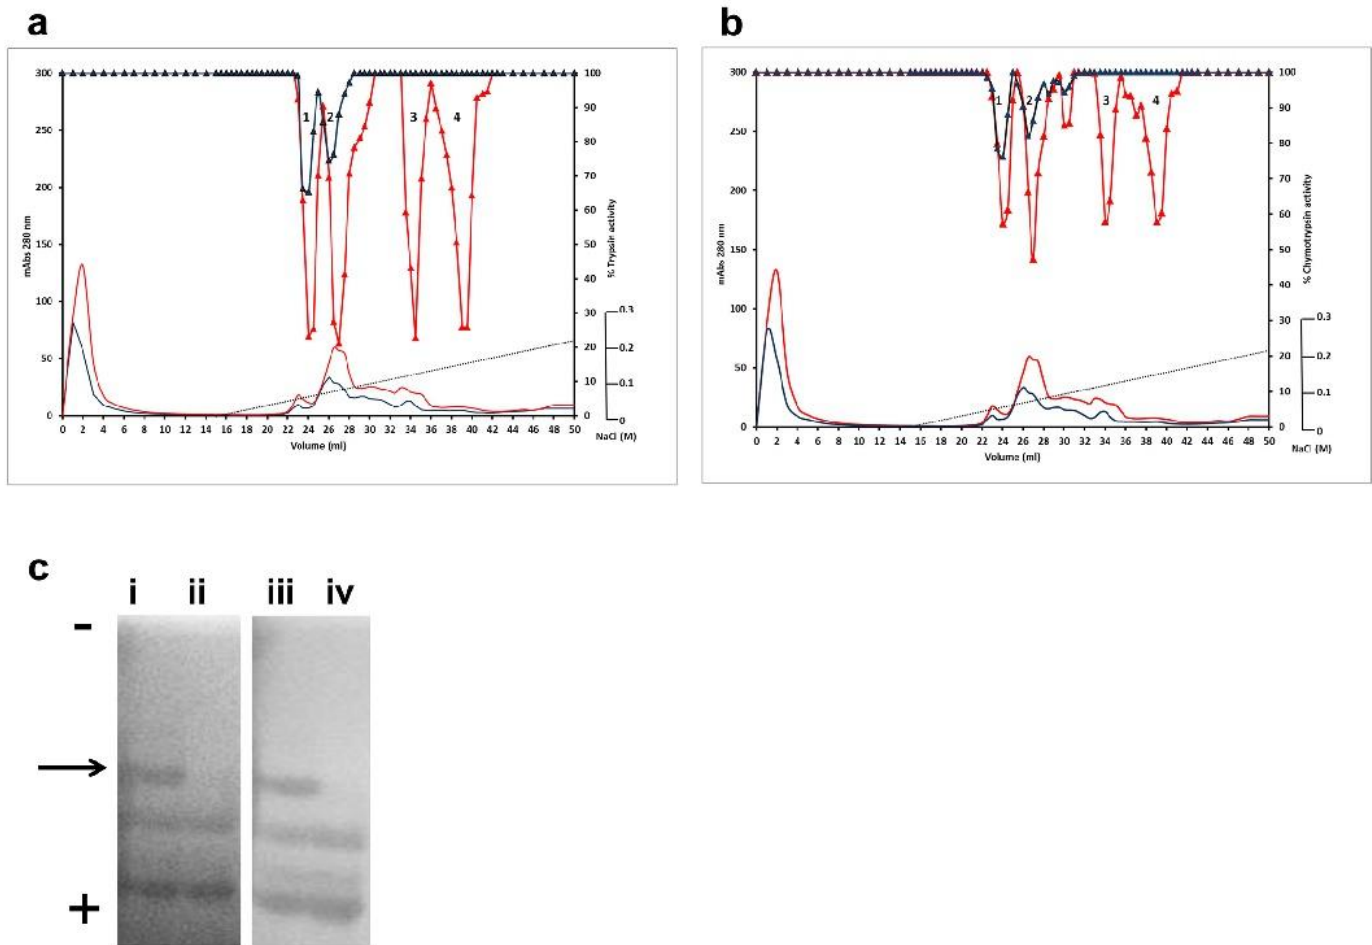 a
b
300
250
200
150
100
50
0
mAbs 280 nm
0 2 4 6 8 10 12 14 16 18 20 22 24 26 28 30 32 34 36 38 40 42 44 46 48 50
Volume (ml)
100
90
80
70
60
50
40
30
20
10
0
% Trypsin activity
0.3
0.2
0.1
0
NaCl (M)
1 2 3 4
300
250
200
150
100
50
0
mAbs 280 nm
0 2 4 6 8 10 12 14 16 18 20 22 24 26 28 30 32 34 36 38 40 42 44 46 48 50
Volume (ml)
100
90
80
70
60
50
40
30
20
10
0
% Chymotrypsin activity
0.3
0.2
0.1
0
NaCl (M)
1 2 3 4
c
i ii iii iv
-
+